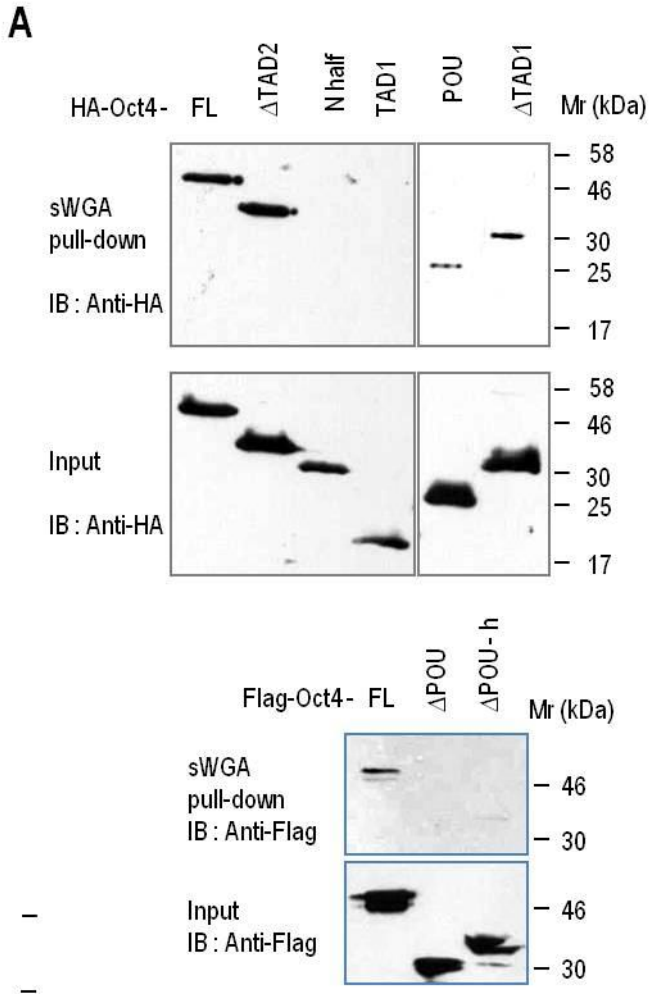 A
HA-Oct4- FL ΔTAD2 N half TAD1 POU ΔTAD1 Mr (kDa)
sWGA
pull-down
IB : Anti-HA
58
46
30
25
17
Input
IB : Anti-HA
58
46
30
25
17
Flag-Oct4- FL ΔPOU ΔPOU-h Mr (kDa)
sWGA
pull-down
IB : Anti-Flag
46
30
Input
IB : Anti-Flag
46
30